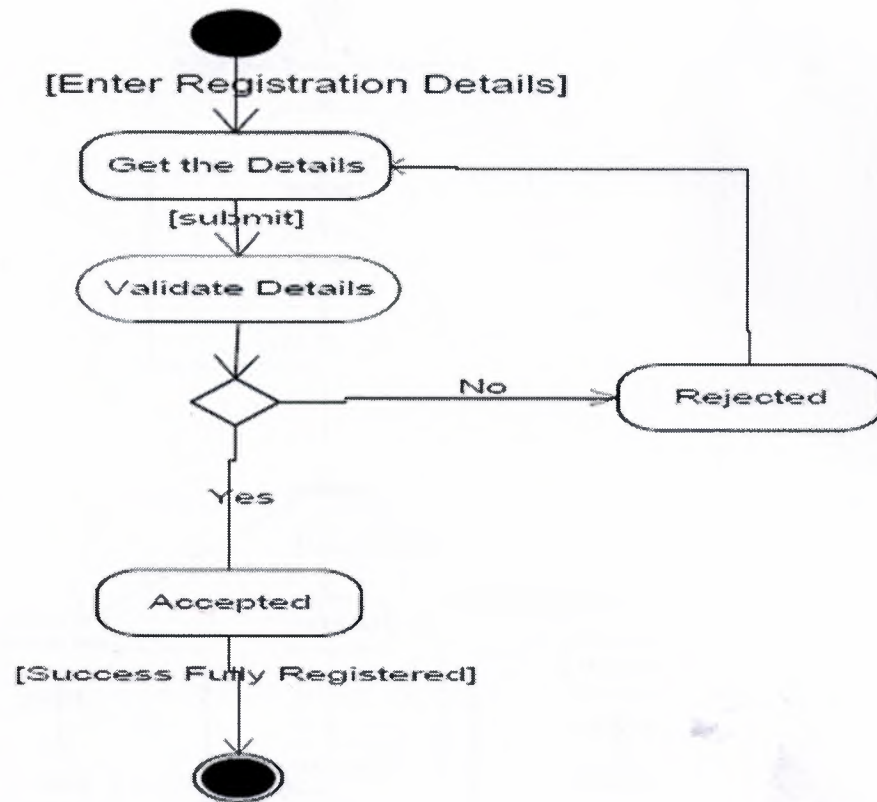 [Enter Registration Details]
Get the Details
[submit]
Validate Details
No
Rejected
Yes
Accepted
[Success Fully Registered]